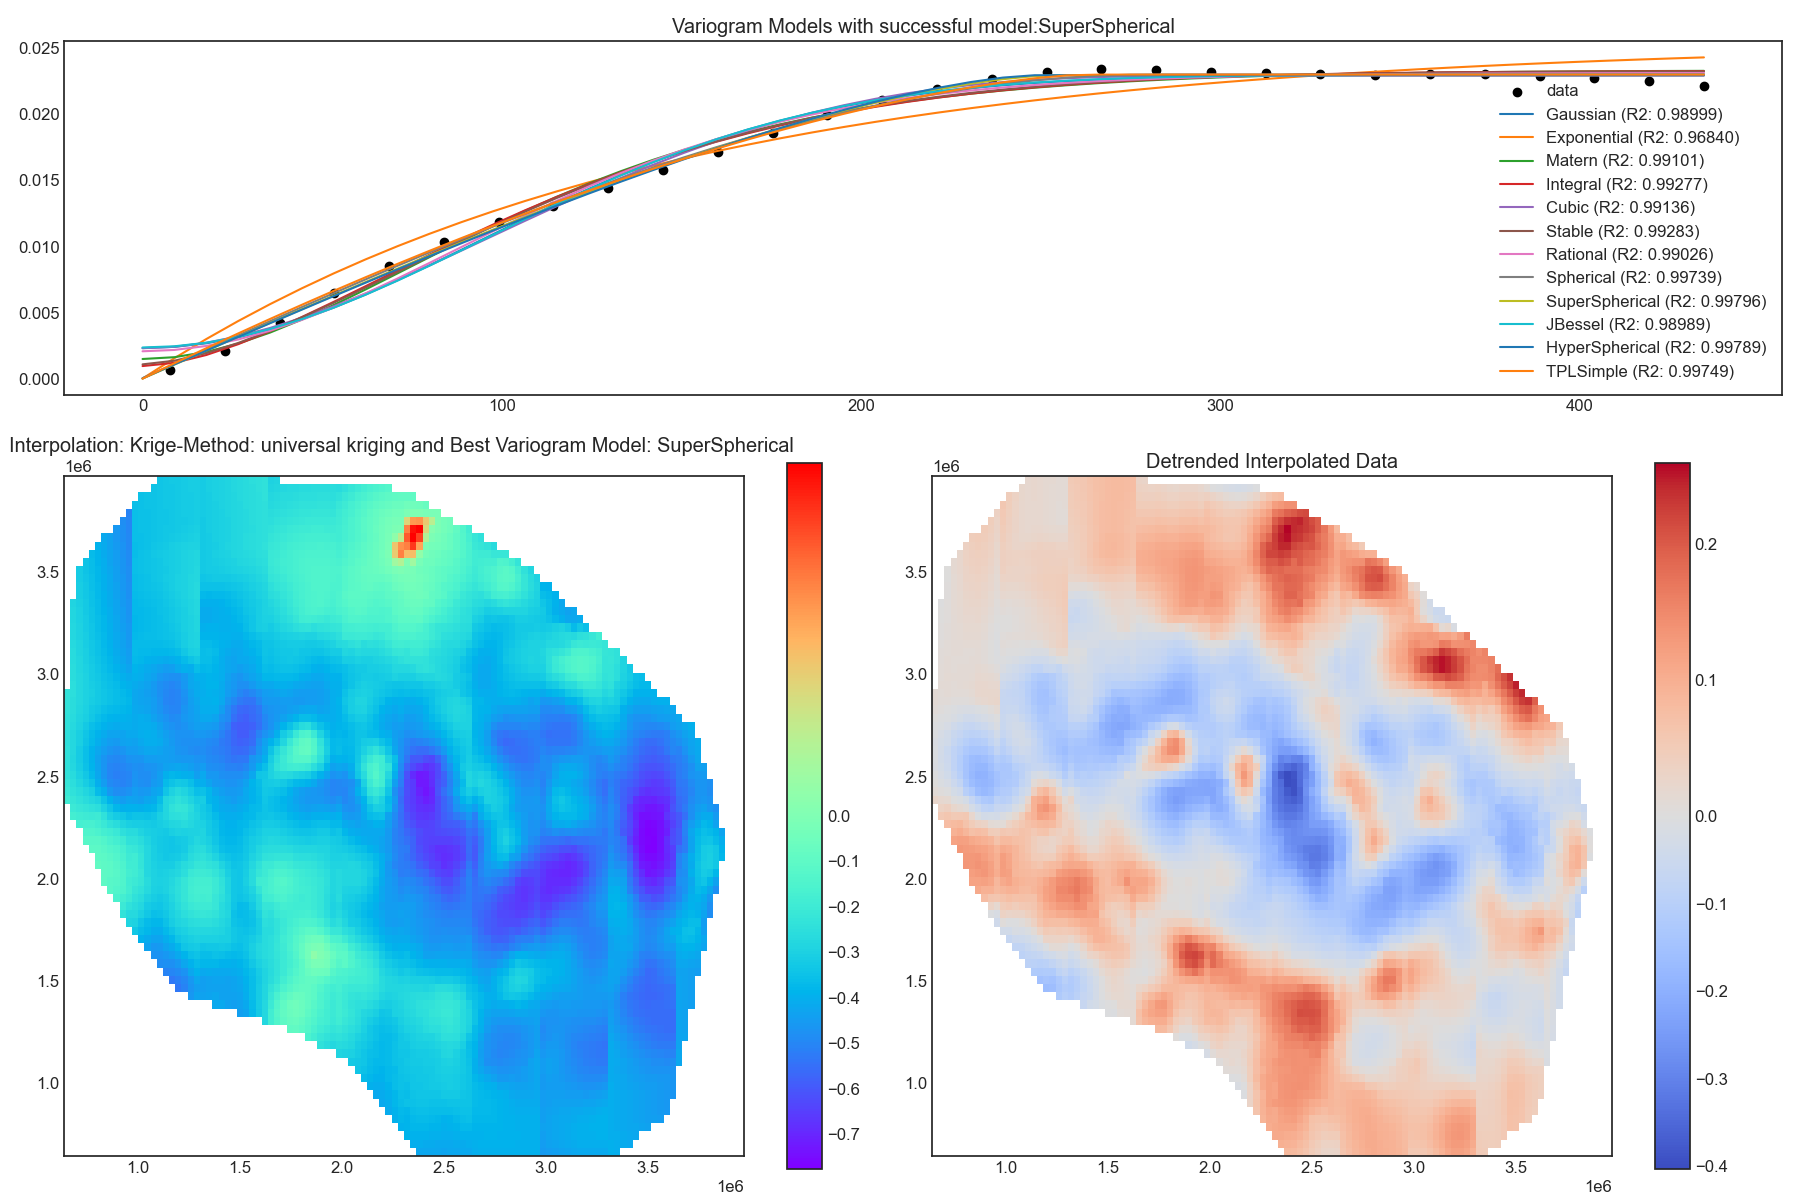 Variogram Models with successful model:SuperSpherical
0.025
0.020
0.015
0.010
0.005
0.000
data
Gaussian (R2: 0.98999)
Exponential (R2: 0.96840)
Matern (R2: 0.99101)
Integral (R2: 0.99277)
Cubic (R2: 0.99136)
Stable (R2: 0.99283)
Rational (R2: 0.99026)
Spherical (R2: 0.99739)
SuperSpherical (R2: 0.99796)
JBessel (R2: 0.98989)
HyperSpherical (R2: 0.99789)
TPLSimple (R2: 0.99749)
0 100 200 300 400
Interpolation: Krige-Method: universal kriging and Best Variogram Model: SuperSpherical
1e6
3.5
3.0
2.5
2.0
1.5
1.0
1.0 1.5 2.0 2.5 3.0 3.5
1e6
0.0
−0.1
−0.2
−0.3
−0.4
−0.5
−0.6
−0.7
Detrended Interpolated Data
1e6
3.5
3.0
2.5
2.0
1.5
1.0
1.0 1.5 2.0 2.5 3.0 3.5
1e6
0.2
0.1
0.0
−0.1
−0.2
−0.3
−0.4